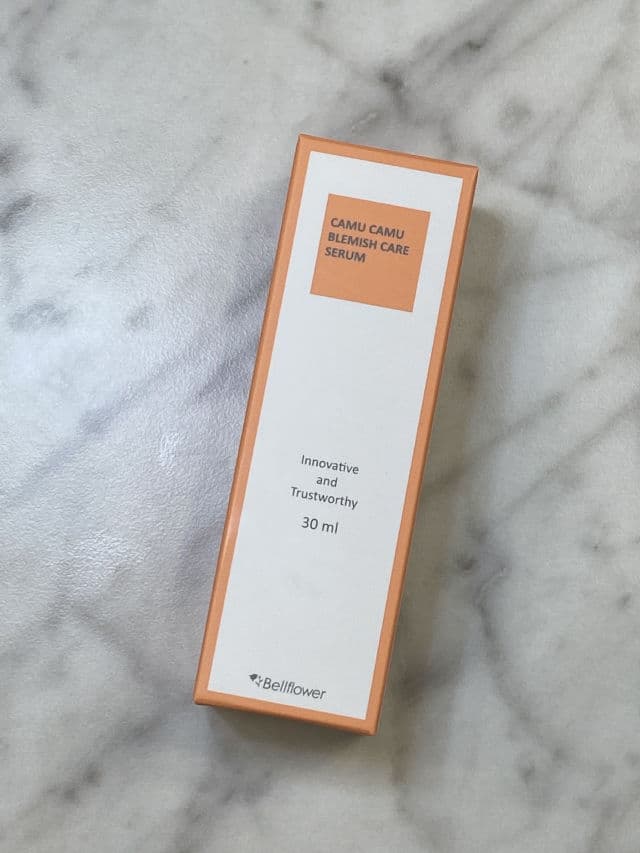 CAMU CAMU
BLEMISH CARE
SERUM
Innovative
and
Trustworthy
30 ml
Bellflower